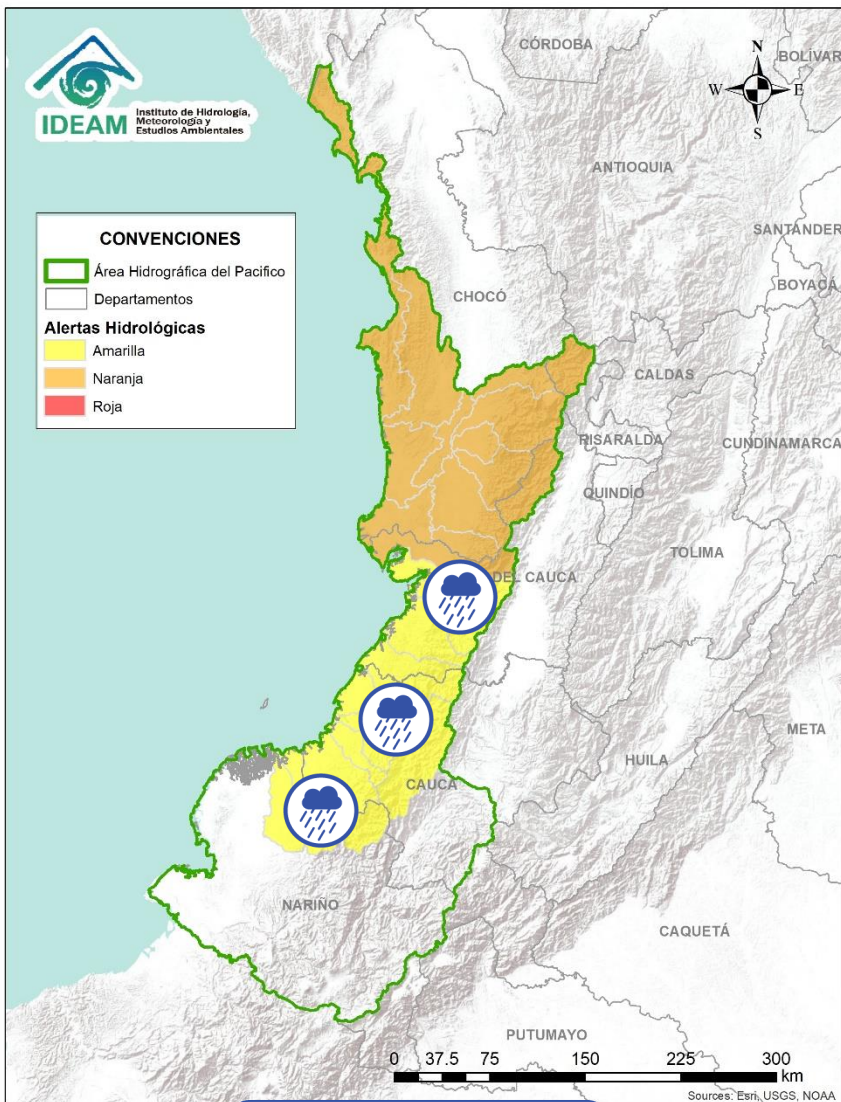 CÓRDOBA
BOLÍVAR
N
W
E
S
IDEAM
Instituto de Hidrología,
Meteorología y
Estudios Ambientales
ANTIOQUIA
SANTANDER
BOYACÁ
CONVENCIONES
Área Hidrográfica del Pacifico
Departamentos
Alertas Hidrológicas
Amarilla
Naranja
Roja
CHOCÓ
CALDAS
RISARALDA
CUNDINAMARCA
QUINDÍO
TOLIMA
DEL CAUCA
META
HUILA
CAUCA
NARIÑO
CAQUETÁ
PUTUMAYO
0 37.5 75 150 225 300
km
Sources: Esri, USGS, NOAA